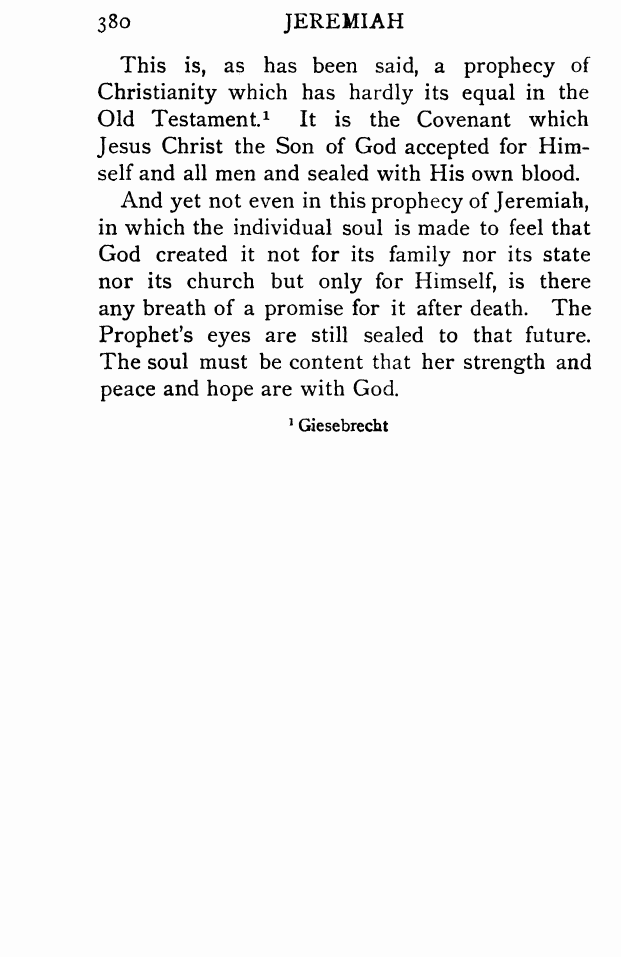 380 JEREMIAH
This is, as has been said, a prophecy of
Christianity which has hardly its equal in the
Old Testament.¹ It is the Covenant which
Jesus Christ the Son of God accepted for Him-
self and all men and sealed with His own blood.
And yet not even in this prophecy of Jeremiah,
in which the individual soul is made to feel that
God created it not for its family nor its state
nor its church but only for Himself, is there
any breath of a promise for it after death. The
Prophet's eyes are still sealed to that future.
The soul must be content that her strength and
peace and hope are with God.
¹ Giesebrecht